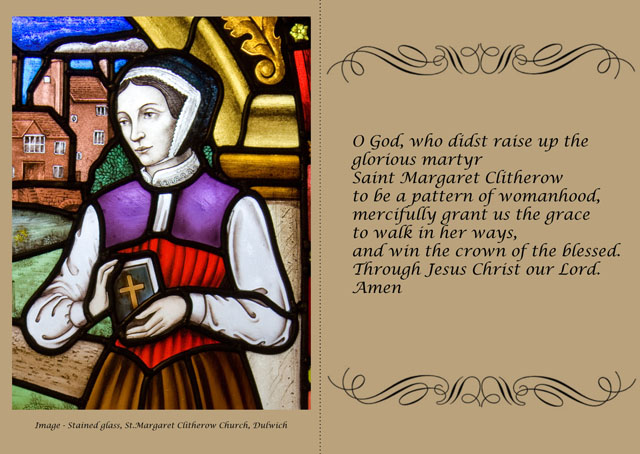 Image - Stained glass, St.Margaret Clitherow Church, Dulwich
O God, who didst raise up the
glorious martyr
Saint Margaret Clitherow
to be a pattern of womanhood,
mercifully grant us the grace
to walk in her ways,
and win the crown of the blessed.
Through Jesus Christ our Lord.
Amen